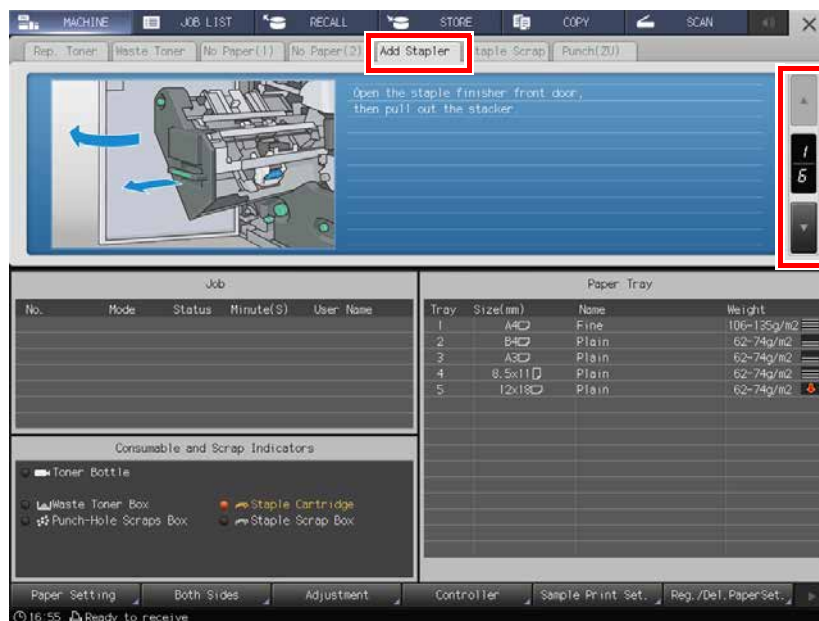 MACHINE JOB LIST RECALL STORE COPY SCAN
Rep. Toner Waste Toner No Paper(1) No Paper(2) Add Stapler Staple Scrap Punch(ZU)
Open the staple finisher front door,
then pull out the stacker.
1
6
Job
No. Mode Status Minute(S) User Name
Paper Tray
Tray Size(mm) Name Weight
1 A4 Fine 106-135g/m2
2 B4 Plain 62-74g/m2
3 A3 Plain 62-74g/m2
4 8.5x11 Plain 62-74g/m2
5 12x18 Plain 62-74g/m2
Consumable and Scrap Indicators
Toner Bottle
Waste Toner Box Staple Cartridge
Punch-Hole Scraps Box Staple Scrap Box
Paper Setting Both Sides Adjustment Controller Sample Print Set. Reg./Del.PaperSet.
16:55 Ready to receive